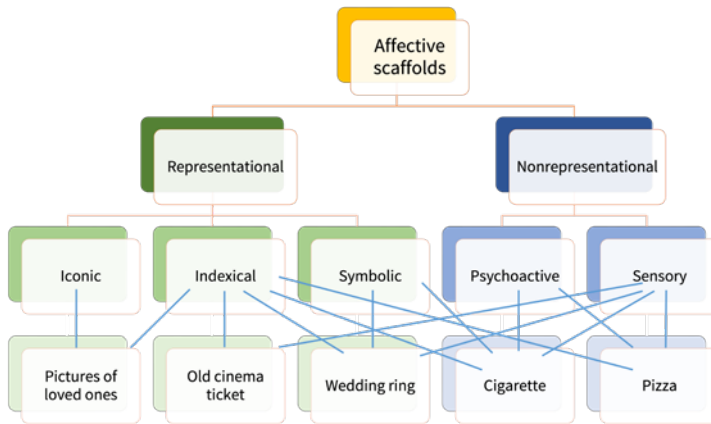 Affective
scaffolds
Representational
Nonrepresentational
Iconic
Indexical
Symbolic
Psychoactive
Sensory
Pictures of
loved ones
Old cinema
ticket
Wedding ring
Cigarette
Pizza